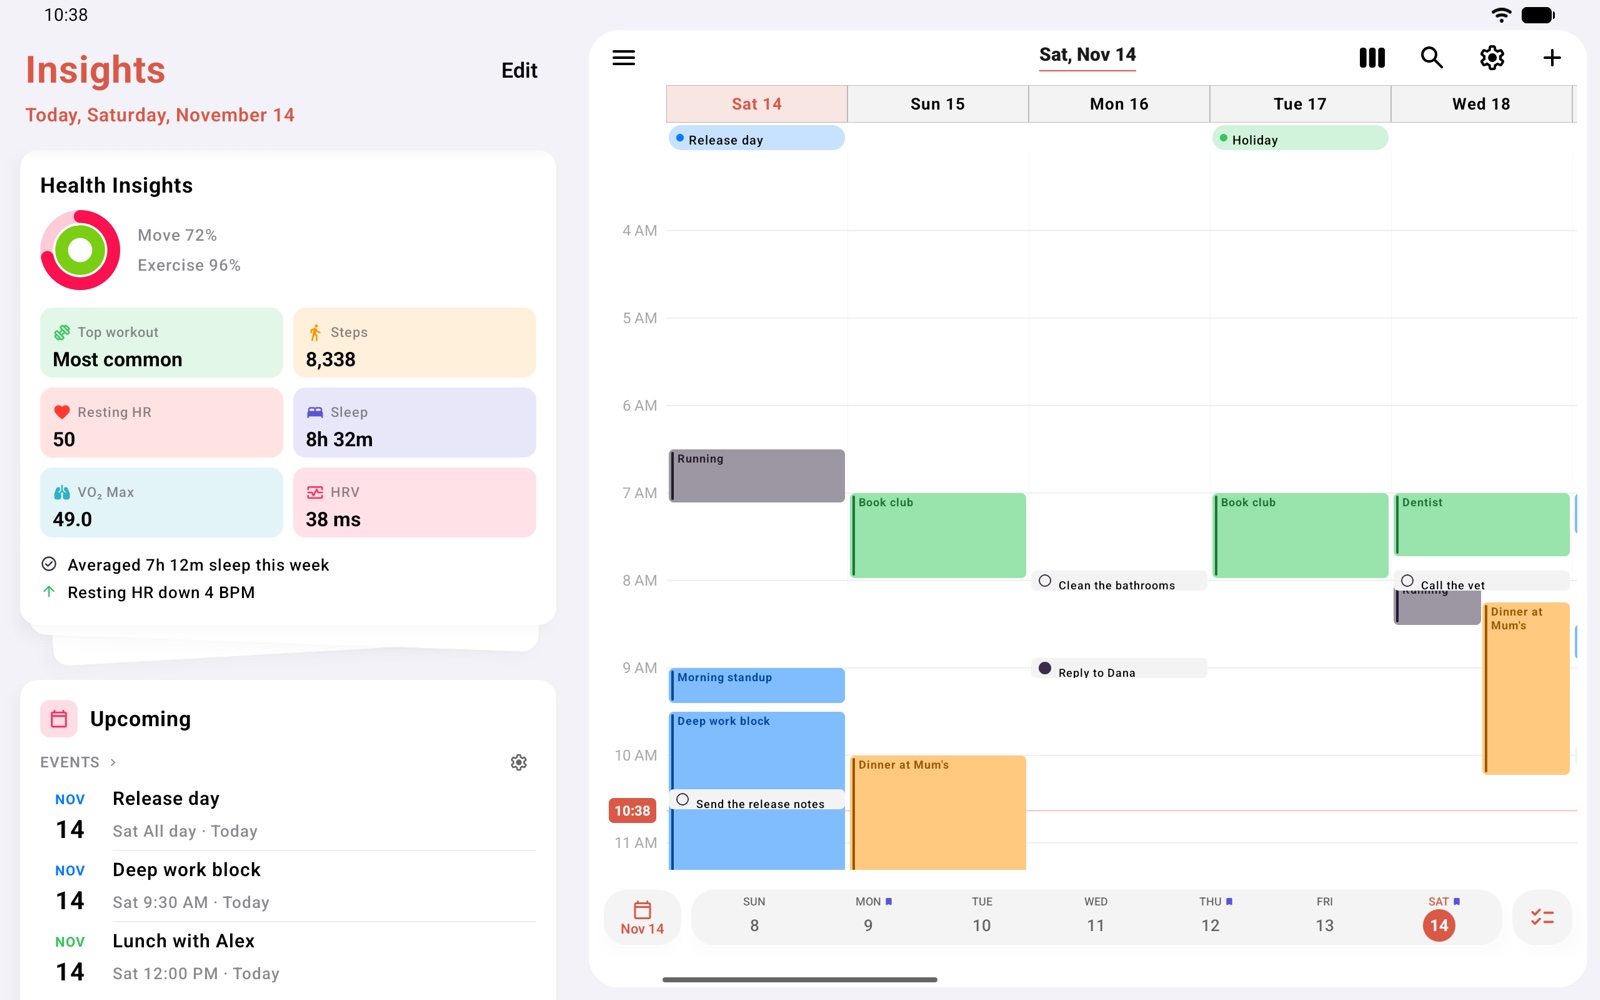 10:38
Insights
Edit
Today, Saturday, November 14
Health Insights
Move 72%
Exercise 96%
Top workout
Most common
Steps
8,338
Resting HR
50
Sleep
8h 32m
VO₂ Max
49.0
HRV
38 ms
Averaged 7h 12m sleep this week
Resting HR down 4 BPM
Upcoming
EVENTS
NOV
14
Release day
Sat All day · Today
NOV
14
Deep work block
Sat 9:30 AM · Today
NOV
14
Lunch with Alex
Sat 12:00 PM · Today
Sat, Nov 14
Sat 14
Sun 15
Mon 16
Tue 17
Wed 18
Release day
Holiday
4 AM
5 AM
6 AM
Running
7 AM
Book club
Book club
Dentist
8 AM
Clean the bathrooms
Call the vet
Running
Dinner at
Mum's
9 AM
Reply to Dana
Morning standup
Deep work block
10 AM
Dinner at Mum's
Send the release notes
10:38
11 AM
Nov 14
SUN
8
MON
9
TUE
10
WED
11
THU
12
FRI
13
SAT
14